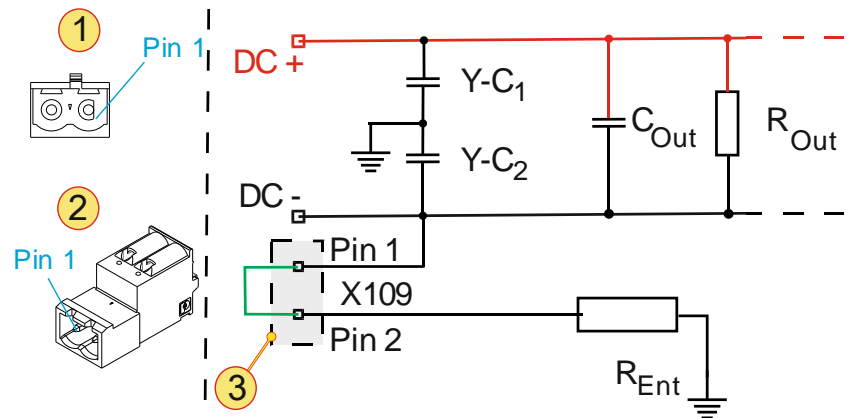 1
Pin 1
2
Pin 1
DC +
Y-C1
Y-C2
COut
ROut
DC -
Pin 1
X109
Pin 2
3
REnt